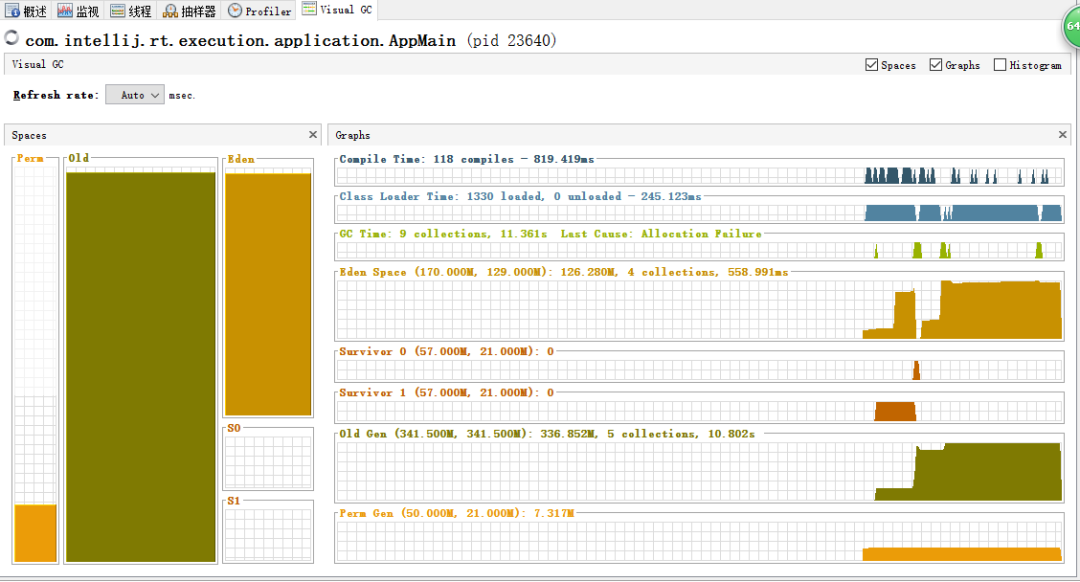 概述 监视 线程 抽样器 Profiler Visual GC
64
com.intellij.rt.execution.application.AppMain (pid 23640)
Visual GC
Spaces Graphs Histogram
Refresh rate: Auto msec.
Spaces
Graphs
Perm
Old
Eden
S0
S1
Compile Time: 118 compiles - 819.419ms
Class Loader Time: 1330 loaded, 0 unloaded - 245.123ms
GC Time: 9 collections, 11.361s Last Cause: Allocation Failure
Eden Space (170.000M, 129.000M): 126.280M, 4 collections, 558.991ms
Survivor 0 (57.000M, 21.000M): 0
Survivor 1 (57.000M, 21.000M): 0
Old Gen (341.500M, 341.500M): 336.852M, 5 collections, 10.802s
Perm Gen (50.000M, 21.000M): 7.317M